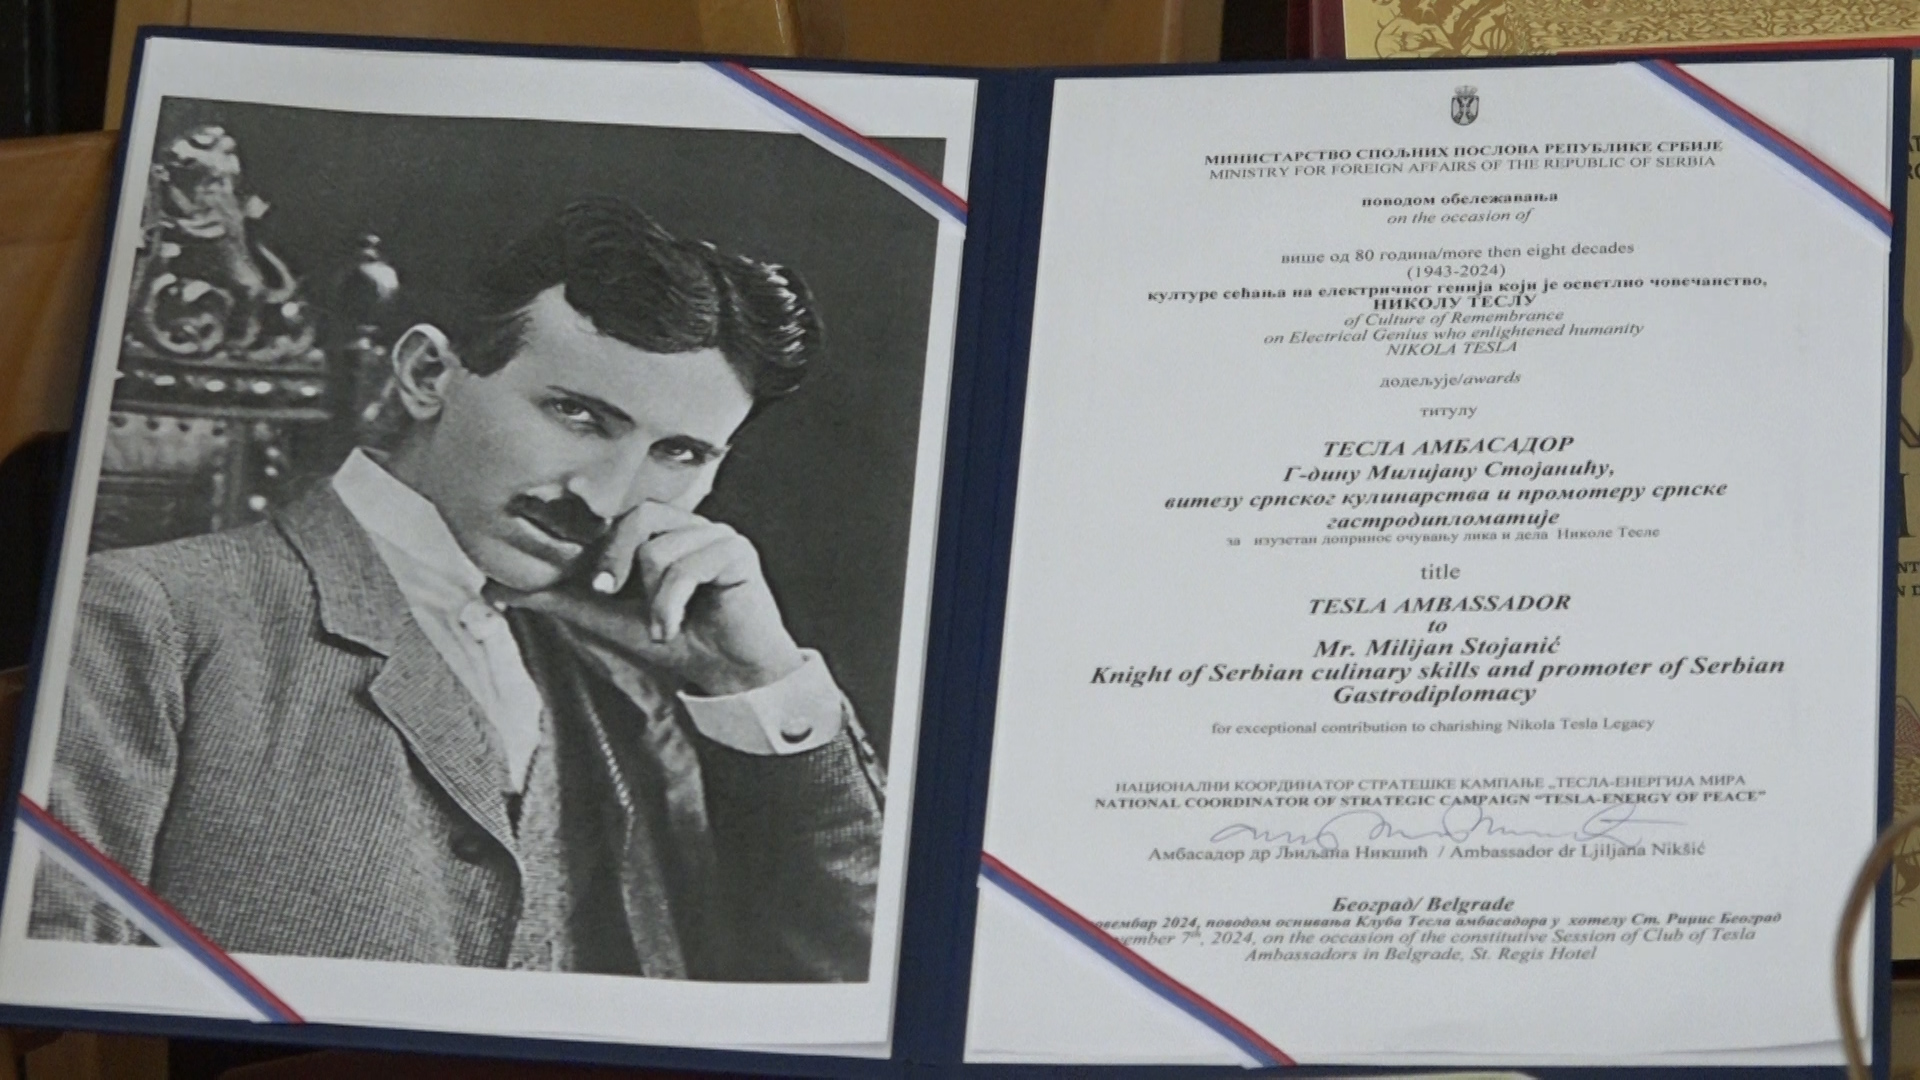 МИНИСТАРСТВО СПОЉНИХ ПОСЛОВА РЕПУБЛИКЕ СРБИЈЕ
MINISTRY FOR FOREIGN AFFAIRS OF THE REPUBLIC OF SERBIA
поводом обележавања
on the occasion of
више од 80 година/more then eight decades
(1943-2024)
културе сећања на електричног генија који је осветлио човечанство,
НИКОЛУ ТЕСЛУ
of Culture of Remembrance
on Electrical Genius who enlightened humanity
NIKOLA TESLA
додељује/awards
титулу
ТЕСЛА АМБАСАДОР
Г-дину Милијану Стојанићу,
витезу српског кулинарства и промотеру српске
гастродипломатије
за изузетан допринос очувању лика и дела Николе Тесле
title
TESLA AMBASSADOR
to
Mr. Milijan Stojanić
Knight of Serbian culinary skills and promoter of Serbian
Gastrodiplomacy
for exceptional contribution to charishing Nikola Tesla Legacy
НАЦИОНАЛНИ КООРДИНАТОР СТРАТЕШКЕ КАМПАЊЕ „ТЕСЛА-ЕНЕРГИЈА МИРА
NATIONAL COORDINATOR OF STRATEGIC CAMPAIGN "TESLA-ENERGY OF PEACE"
Амбасадор др Љиљана Никшић / Ambassador dr Ljiljana Nikšić
Београд/ Belgrade
овембар 2024, поводом оснивања Клуба Тесла амбасадора у хотелу Ст. Риџис Београд
ember 7th, 2024, on the occasion of the constitutive Session of Club of Tesla
Ambassadors in Belgrade, St. Regis Hotel